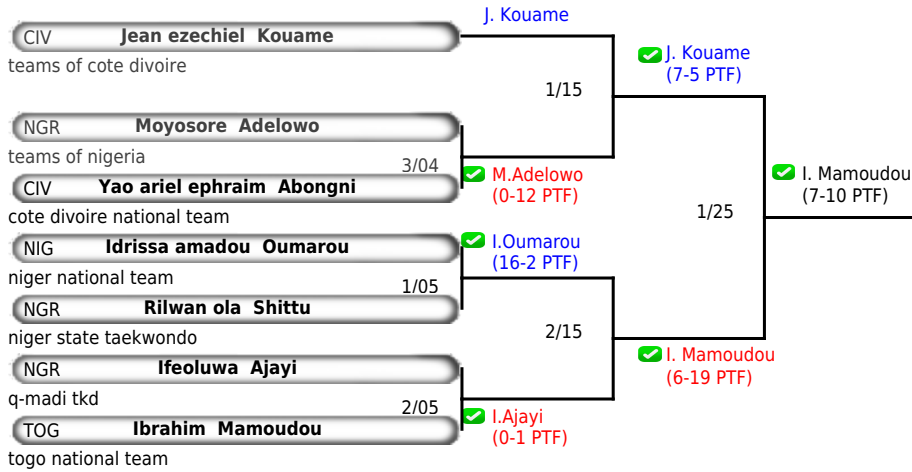 J. Kouame
CIV Jean ezechiel Kouame
teams of cote divoire
J. Kouame
(7-5 PTF)
1/15
NGR Moyosore Adelowo
teams of nigeria
3/04
M.Adelowo
(0-12 PTF)
CIV Yao ariel ephraim Abongni
cote divoire national team
I. Mamoudou
(7-10 PTF)
1/25
NIG Idrissa amadou Oumarou
niger national team
I.Oumarou
(16-2 PTF)
1/05
NGR Rilwan ola Shittu
niger state taekwondo
2/15
I. Mamoudou
(6-19 PTF)
NGR Ifeoluwa Ajayi
q-madi tkd
2/05
I.Ajayi
(0-1 PTF)
TOG Ibrahim Mamoudou
togo national team